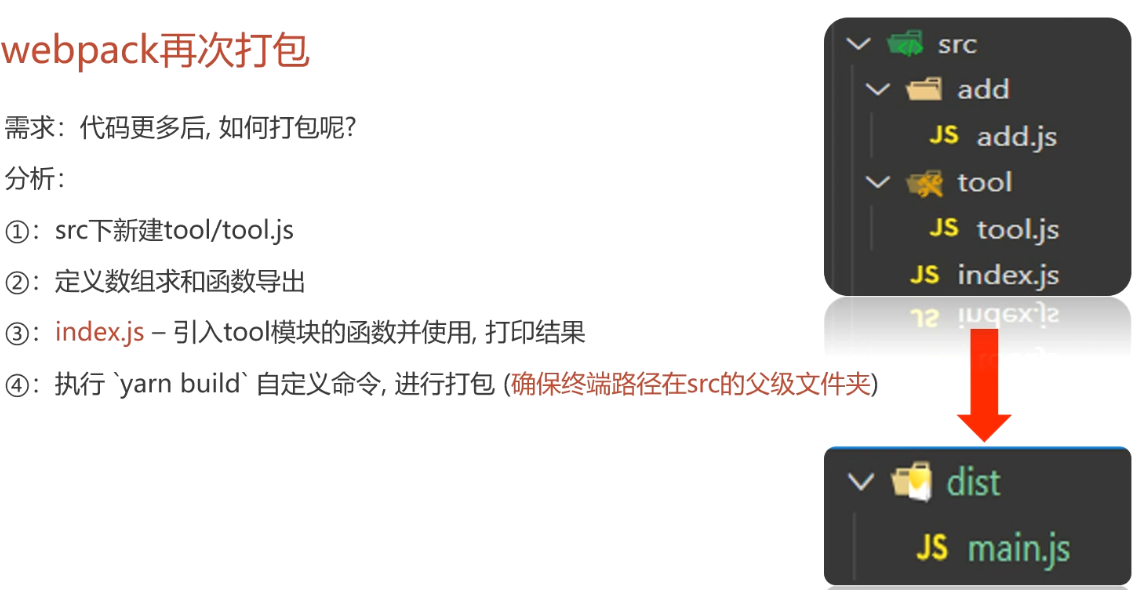 webpack再次打包
需求：代码更多后, 如何打包呢?
分析：
①：src下新建tool/tool.js
②：定义数组求和函数导出
③：index.js – 引入tool模块的函数并使用, 打印结果
④：执行 `yarn build` 自定义命令, 进行打包 (确保终端路径在src的父级文件夹)
src
add
JS add.js
tool
JS tool.js
JS index.js
dist
JS main.js